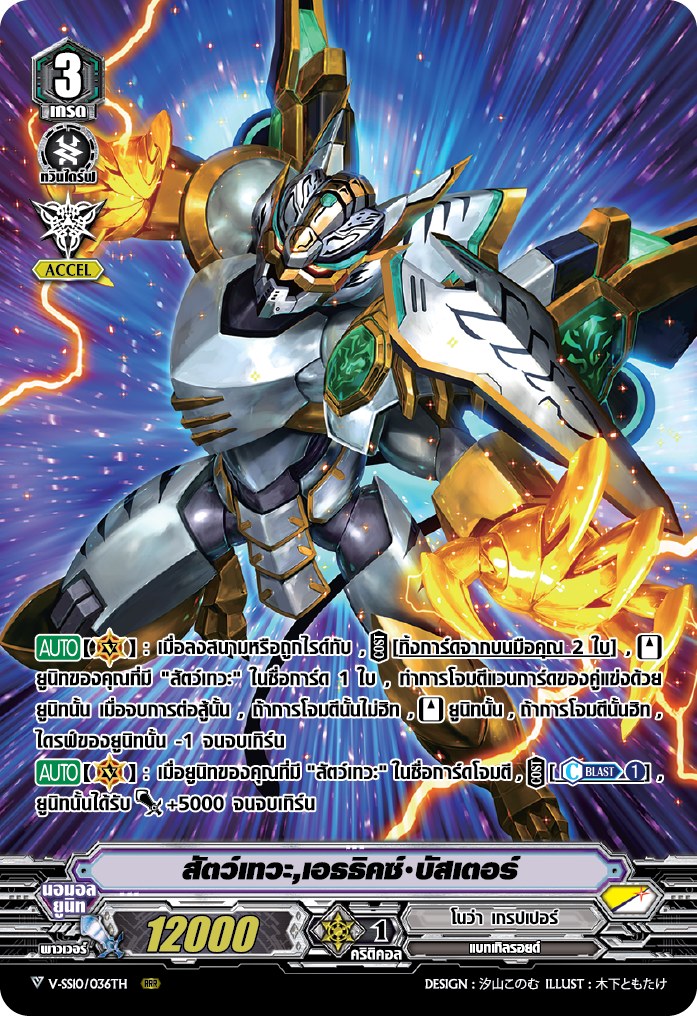 3
เกรด
ทวินไดร์ฟ
ACCEL
AUTO【 】 : เมื่อลงสนามหรือถูกไรด์ทับ , COST [ทิ้งการ์ดจากบนมือคุณ 2 ใบ] ,
ยูนิทของคุณที่มี "สัตว์เทวะ" ในชื่อการ์ด 1 ใบ , ทำการโจมตีแวนการ์ดของคู่แข่งด้วย
ยูนิทนั้น เมื่อจบการต่อสู้นั้น , ถ้าการโจมตีนั้นไม่ฮิท , ยูนิทนั้น , ถ้าการโจมตีนั้นฮิท ,
ไดรฟ์ของยูนิทนั้น -1 จนจบเทิร์น
AUTO【 】 : เมื่อยูนิทของคุณที่มี "สัตว์เทวะ" ในชื่อการ์ดโจมตี , COST [ C BLAST 1 ] ,
ยูนิทนั้นได้รับ +5000 จนจบเทิร์น
สัตว์เทวะ,เอธธิคซ์·บัสเตอร์
นอมอล
ยูนิท
พาวเวอร์
12000
1
คริติคอล
โนว่า เกรปเปอร์
แบทเทิลรอยด์
V-SS10/036TH RRR
DESIGN : 汐山このむ ILLUST : 木下ともたけ